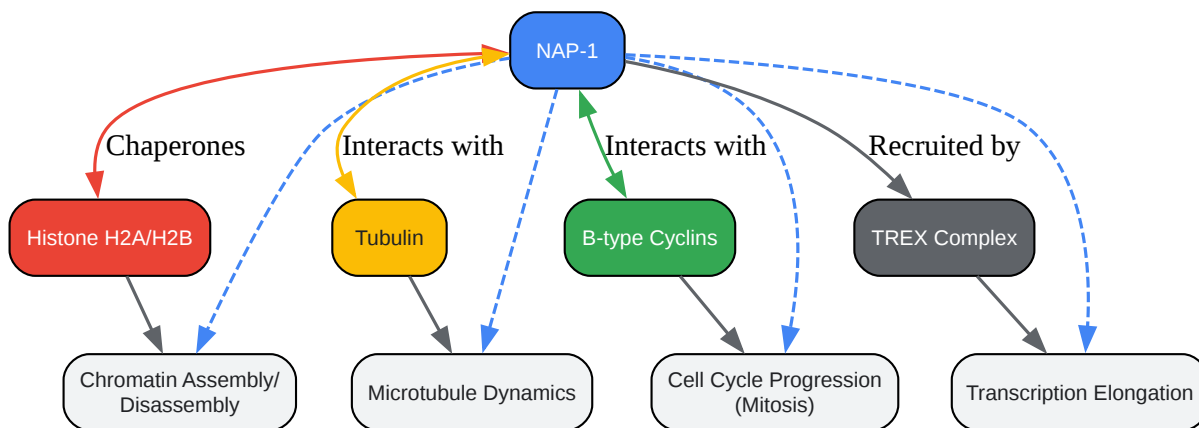 NAP-1
Chaperones
Interacts with
Interacts with
Recruited by
Histone H2A/H2B
Tubulin
B-type Cyclins
TREX Complex
Chromatin Assembly/
Disassembly
Microtubule Dynamics
Cell Cycle Progression
(Mitosis)
Transcription Elongation